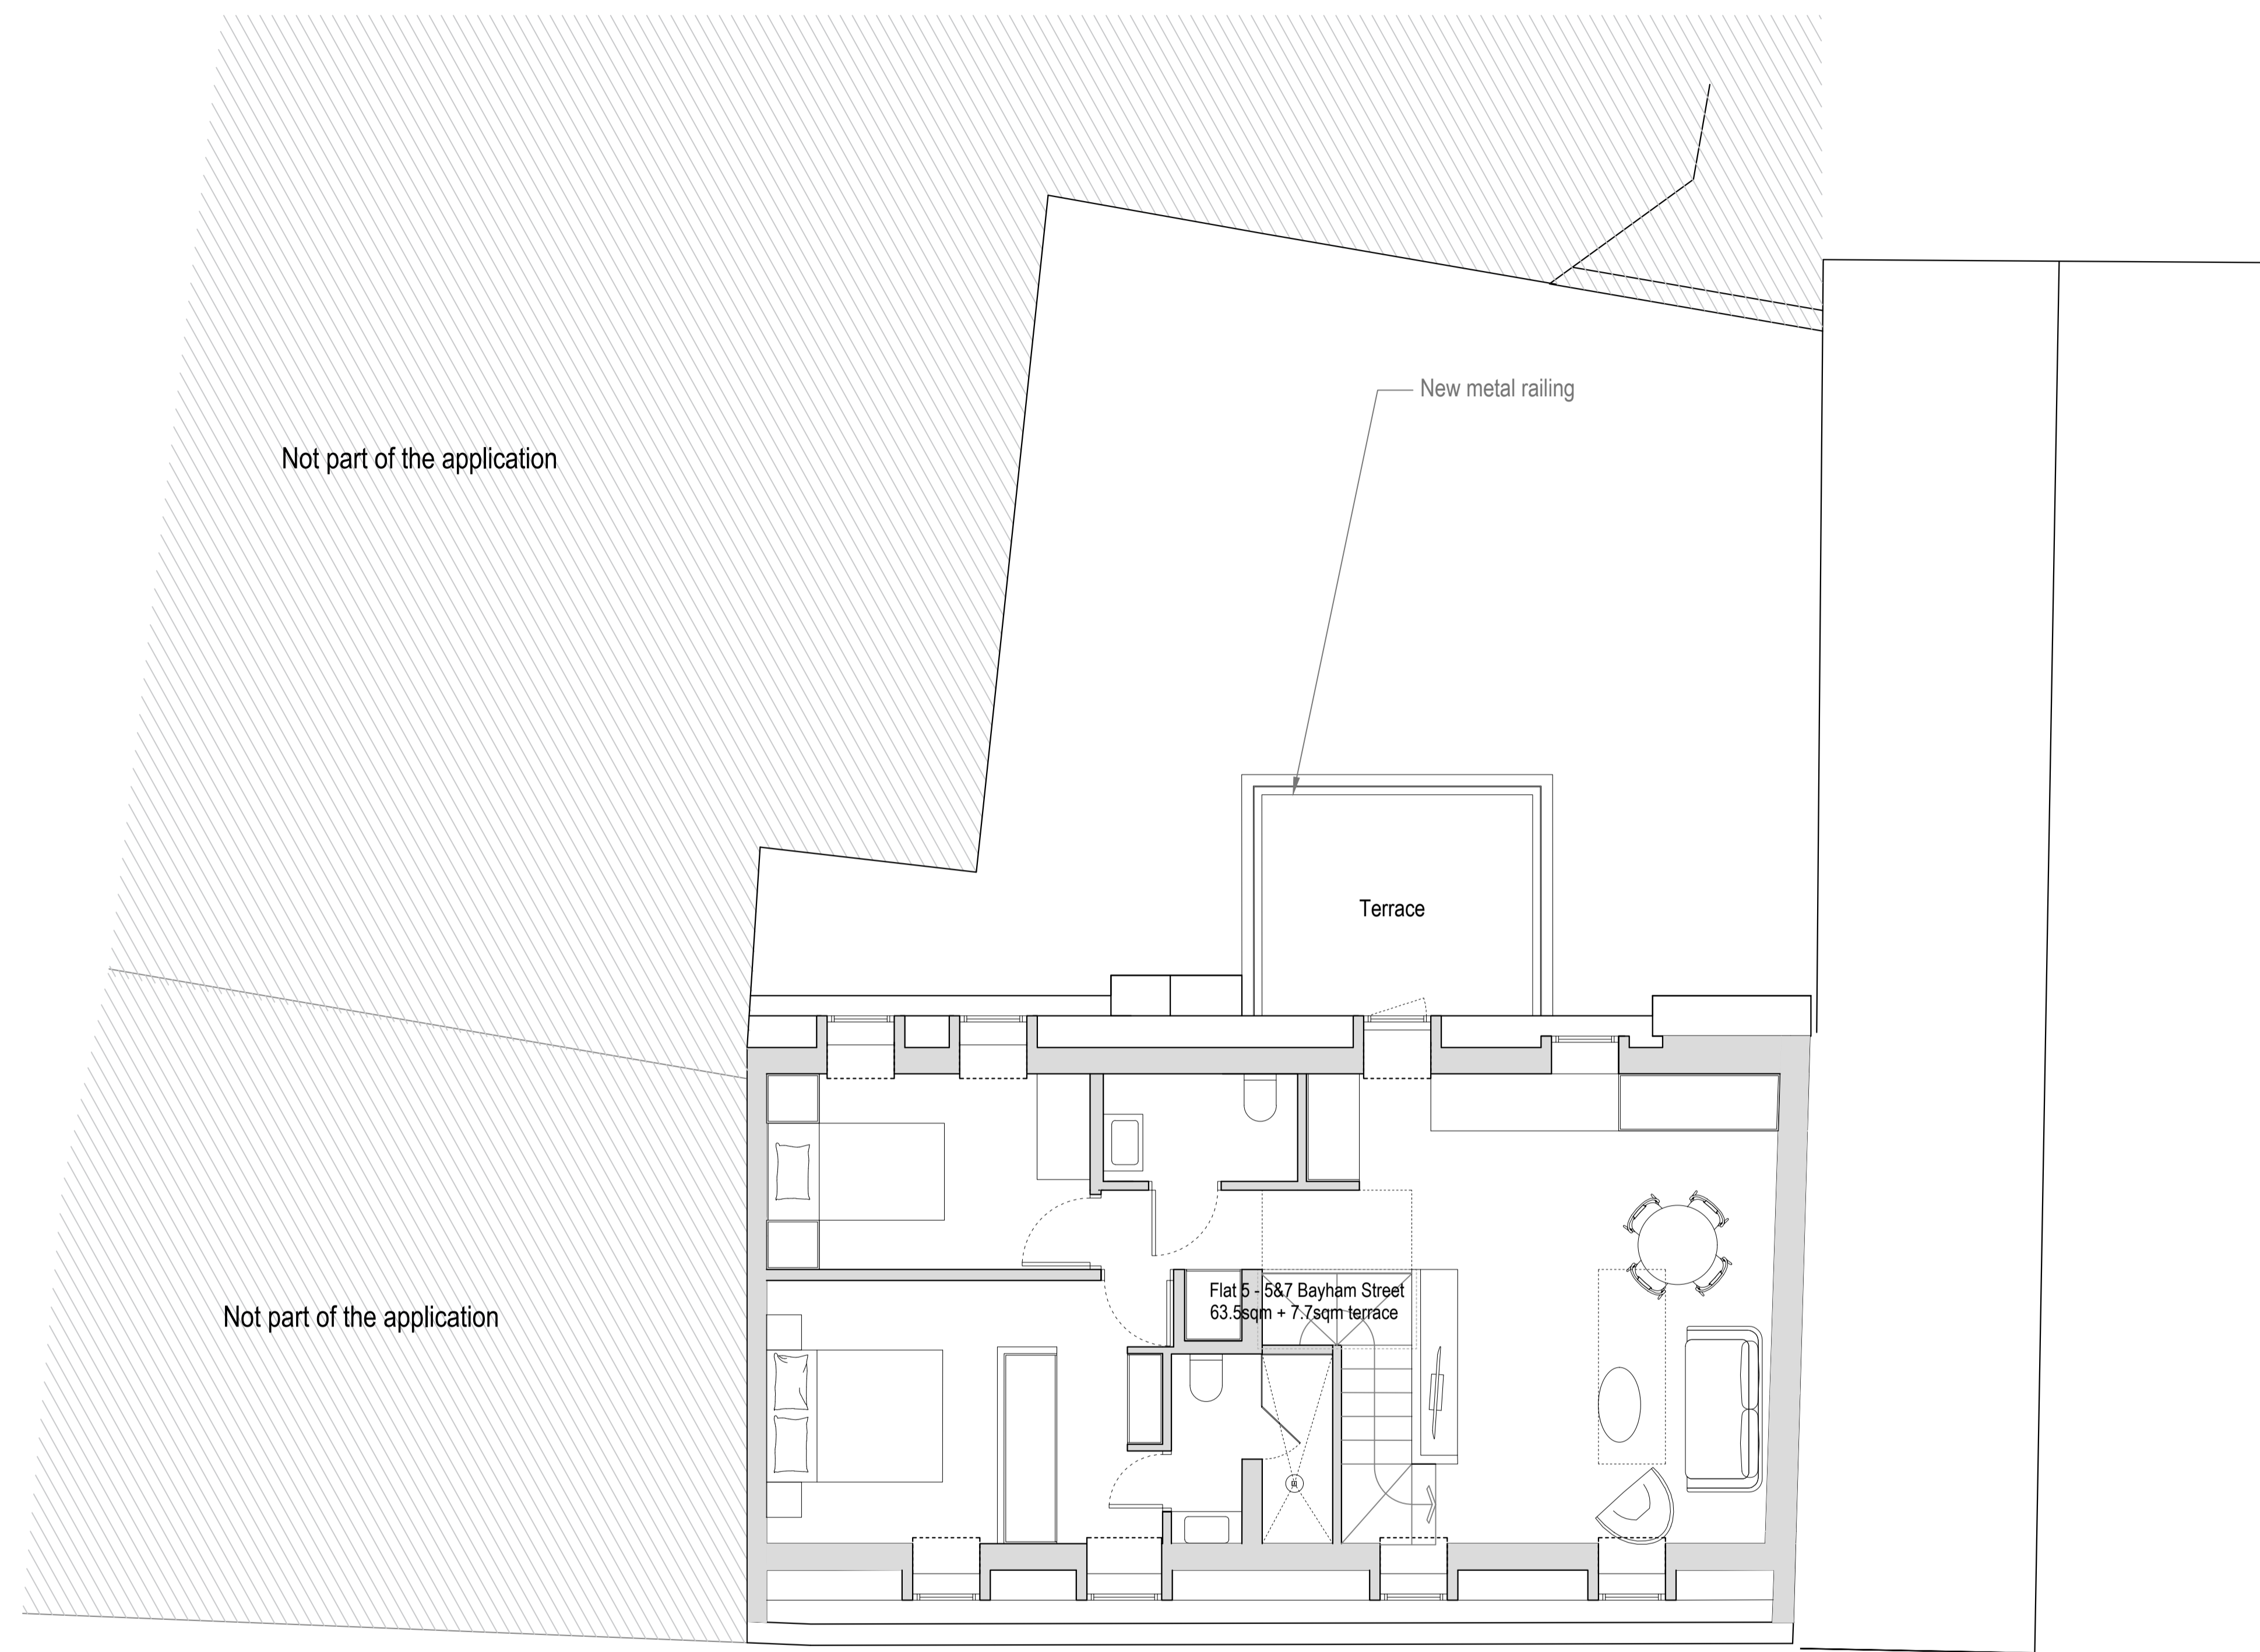 New metal railing
Not part of the application
Terrace
Flat 5 - 5&7 Bayham Street
63.5sqm + 7.7sqm terrace
Not part of the application